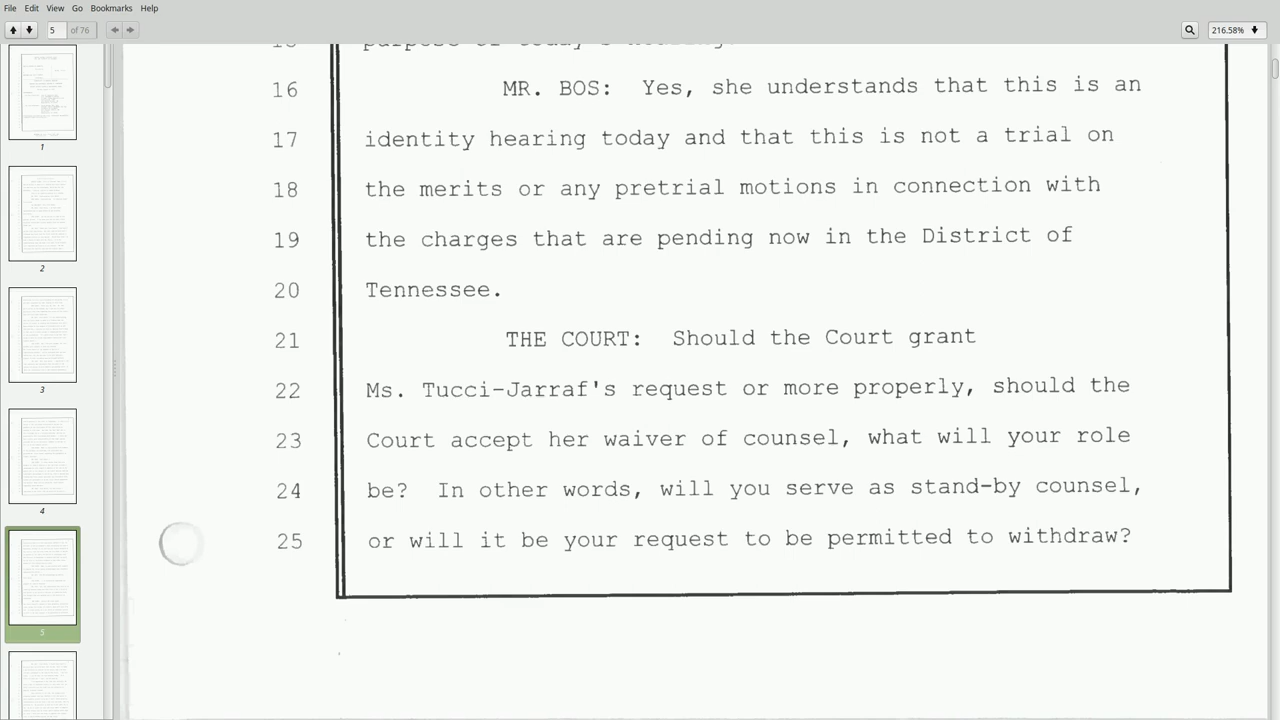 File Edit View Go Bookmarks Help
5 of 76
216.58%
16 MR. BOS: Yes, she understands that this is an
17 identity hearing today and that this is not a trial on
18 the merits or any pretrial motions in connection with
19 the charges that are pending now in the District of
20 Tennessee.
21 THE COURT: Should the Court grant
22 Ms. Tucci-Jarraf's request or more properly, should the
23 Court accept her waiver of counsel, what will your role
24 be? In other words, will you serve as stand-by counsel,
25 or will it be your request to be permitted to withdraw?
1
2
3
4
5